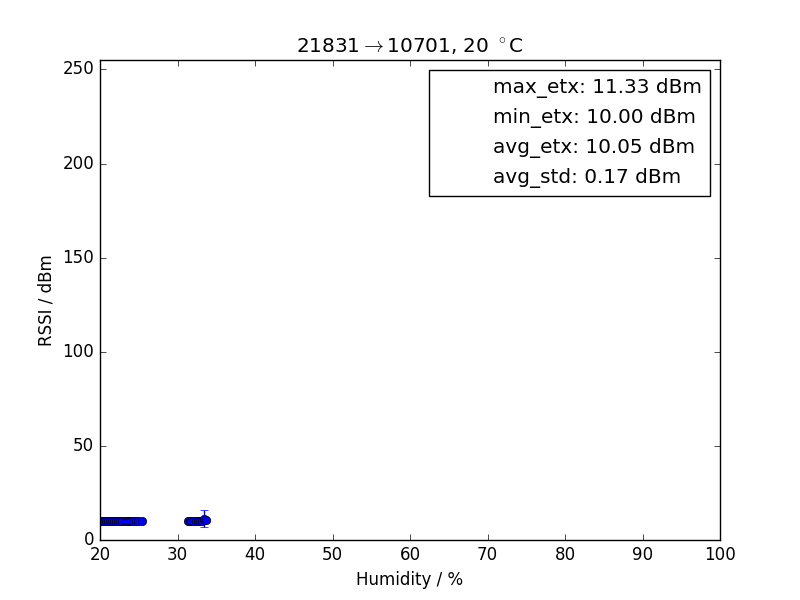 21831→10701, 20 °C
max_etx: 11.33 dBm
min_etx: 10.00 dBm
avg_etx: 10.05 dBm
avg_std: 0.17 dBm
RSSI / dBm
250
200
150
100
50
0
20 30 40 50 60 70 80 90 100
Humidity / %